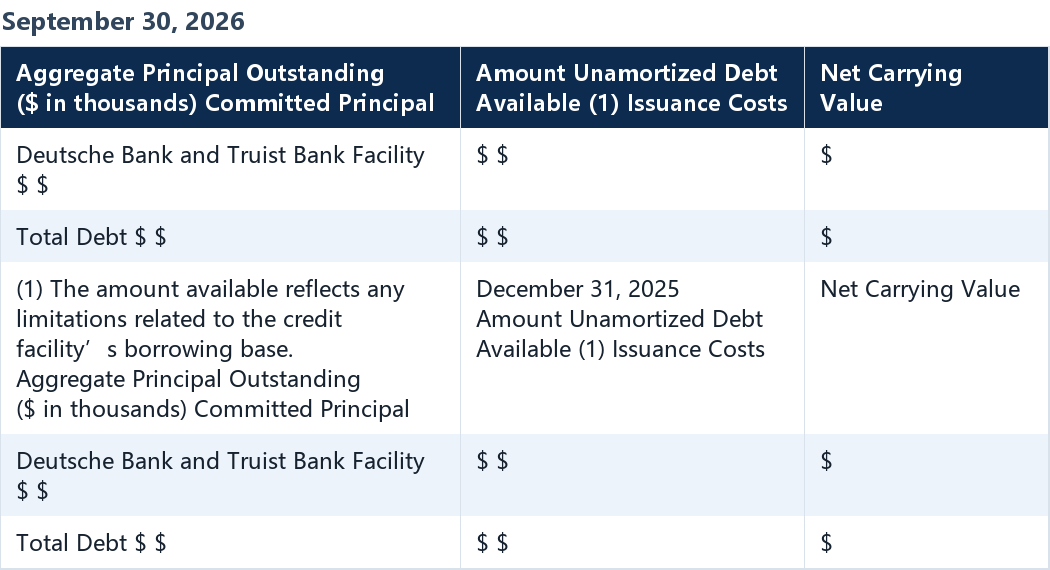 September 30, 2026
Aggregate Principal Outstanding
($ in thousands) Committed Principal
Amount Unamortized Debt
Available (1) Issuance Costs
Net Carrying
Value
Deutsche Bank and Truist Bank Facility
$ $
$ $
$
Total Debt $ $
$ $
$
(1) The amount available reflects any
limitations related to the credit
facility’s borrowing base.
Aggregate Principal Outstanding
($ in thousands) Committed Principal
December 31, 2025
Amount Unamortized Debt
Available (1) Issuance Costs
Net Carrying Value
Deutsche Bank and Truist Bank Facility
$ $
$ $
$
Total Debt $ $
$ $
$